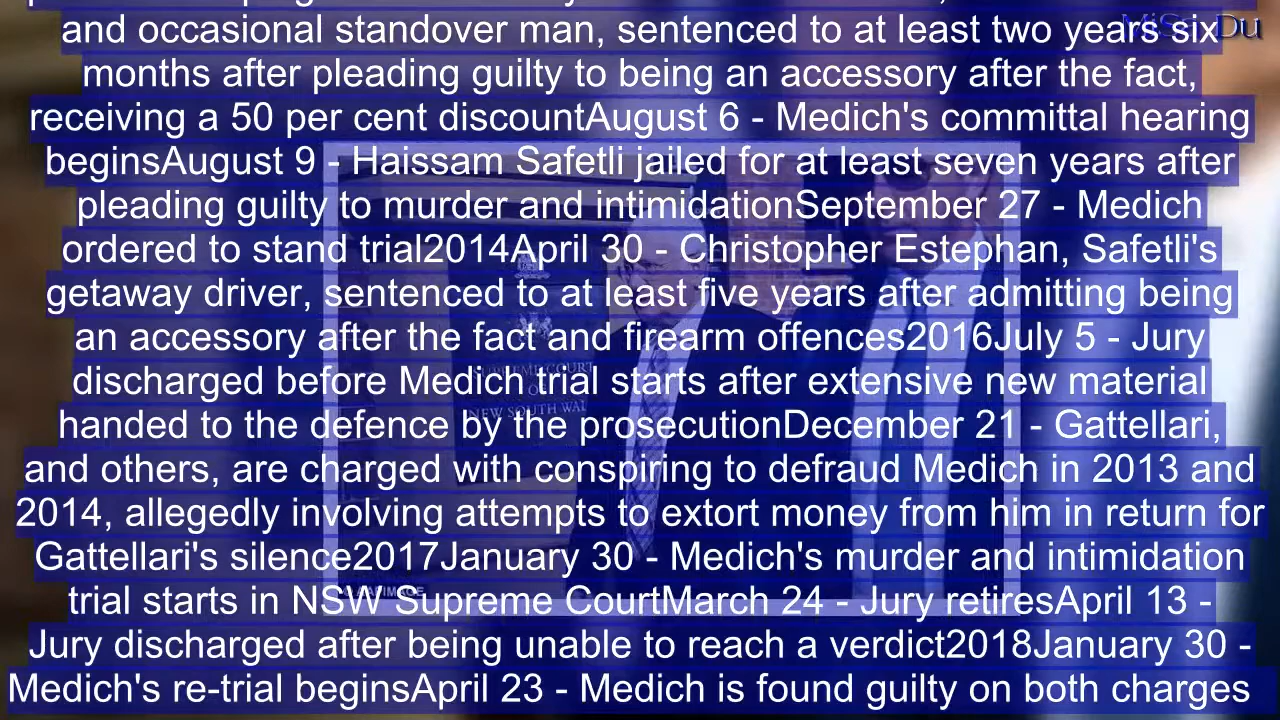 and occasional standover man, sentenced to at least two years six
months after pleading guilty to being an accessory after the fact,
receiving a 50 per cent discountAugust 6 - Medich's committal hearing
beginsAugust 9 - Haissam Safetli jailed for at least seven years after
pleading guilty to murder and intimidationSeptember 27 - Medich
ordered to stand trial2014April 30 - Christopher Estephan, Safetli's
getaway driver, sentenced to at least five years after admitting being
an accessory after the fact and firearm offences2016July 5 - Jury
discharged before Medich trial starts after extensive new material
handed to the defence by the prosecutionDecember 21 - Gattellari,
and others, are charged with conspiring to defraud Medich in 2013 and
2014, allegedly involving attempts to extort money from him in return for
Gattellari's silence2017January 30 - Medich's murder and intimidation
trial starts in NSW Supreme CourtMarch 24 - Jury retiresApril 13 -
Jury discharged after being unable to reach a verdict2018January 30 -
Medich's re-trial beginsApril 23 - Medich is found guilty on both charges
SUPREME COURT
OF
NEW SOUTH WAL